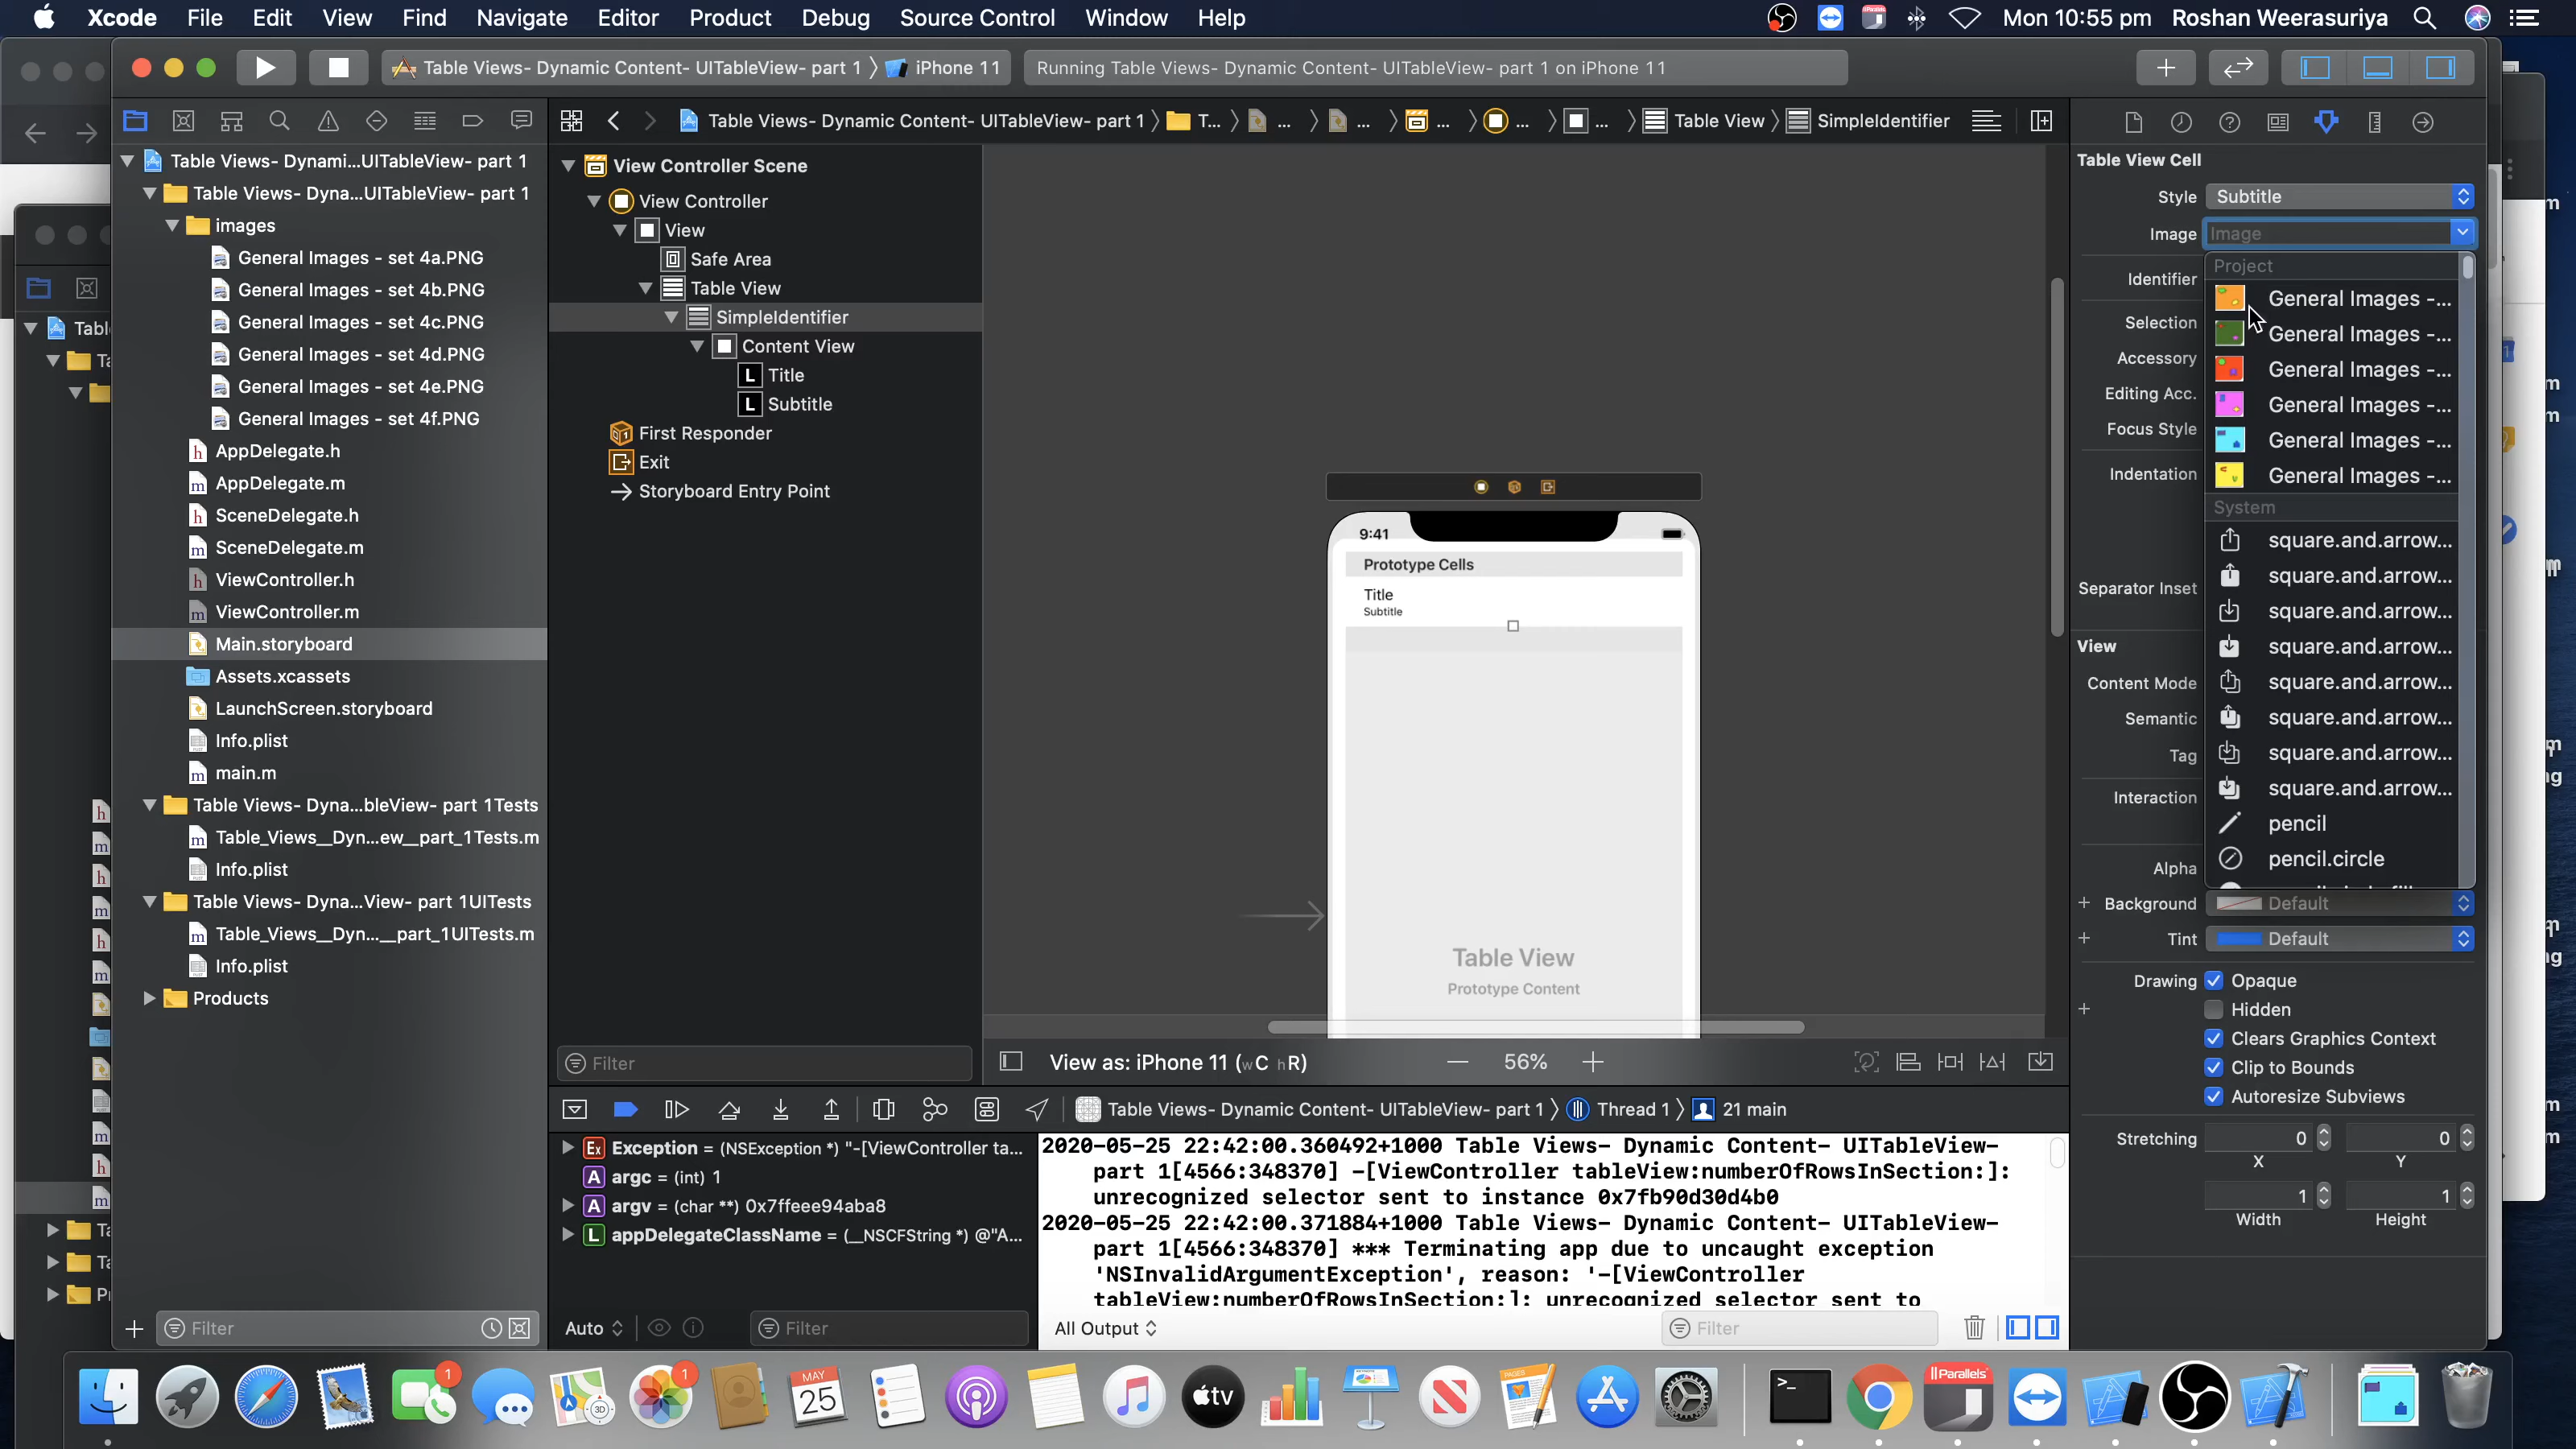 Xcode File Edit View Find Navigate Editor Product Debug Source Control Window Help
Mon 10:55 pm Roshan Weerasuriya
Table Views- Dynamic Content- UITableView- part 1 iPhone 11
Running Table Views- Dynamic Content- UITableView- part 1 on iPhone 11
Table Views- Dynamic Content- UITableView- part 1 T... ... ... ... ... ... Table View SimpleIdentifier
Table Views- Dynami...UITableView- part 1
Table Views- Dyna...UITableView- part 1
images
General Images - set 4a.PNG
General Images - set 4b.PNG
General Images - set 4c.PNG
General Images - set 4d.PNG
General Images - set 4e.PNG
General Images - set 4f.PNG
AppDelegate.h
AppDelegate.m
SceneDelegate.h
SceneDelegate.m
ViewController.h
ViewController.m
Main.storyboard
Assets.xcassets
LaunchScreen.storyboard
Info.plist
main.m
Table Views- Dyna...bleView- part 1Tests
Table_Views__Dyn...ew__part_1Tests.m
Info.plist
Table Views- Dyna...View- part 1UITests
Table_Views__Dyn...__part_1UITests.m
Info.plist
Products
Filter
View Controller Scene
View Controller
View
Safe Area
Table View
SimpleIdentifier
Content View
L Title
L Subtitle
First Responder
Exit
Storyboard Entry Point
Filter
9:41
Prototype Cells
Title
Subtitle
Table View
Prototype Content
View as: iPhone 11 (wC hR)
56%
Table Views- Dynamic Content- UITableView- part 1 Thread 1 21 main
Exception = (NSException *) "-[ViewController ta...
A argc = (int) 1
A argv = (char **) 0x7ffeee94aba8
L appDelegateClassName = (__NSCFString *) @"A...
Auto
Filter
2020-05-25 22:42:00.360492+1000 Table Views- Dynamic Content- UITableView-
part 1[4566:348370] -[ViewController tableView:numberOfRowsInSection:]:
unrecognized selector sent to instance 0x7fb90d30d4b0
2020-05-25 22:42:00.371884+1000 Table Views- Dynamic Content- UITableView-
part 1[4566:348370] *** Terminating app due to uncaught exception
'NSInvalidArgumentException', reason: '-[ViewController
tableView:numberOfRowsInSection:]: unrecognized selector sent to
All Output
Filter
Table View Cell
Style Subtitle
Image Image
Identifier
Selection
Accessory
Editing Acc.
Focus Style
Indentation
Separator Inset
Project
General Images -...
General Images -...
General Images -...
General Images -...
General Images -...
General Images -...
System
square.and.arrow...
square.and.arrow...
square.and.arrow...
square.and.arrow...
square.and.arrow...
square.and.arrow...
square.and.arrow...
square.and.arrow...
pencil
pencil.circle
View
Content Mode
Semantic
Tag
Interaction
Alpha
Background Default
Tint Default
Drawing Opaque
Hidden
Clears Graphics Context
Clip to Bounds
Autoresize Subviews
Stretching 0 0
X Y
1 1
Width Height
MAY
25
tv
Parallels
PAGES